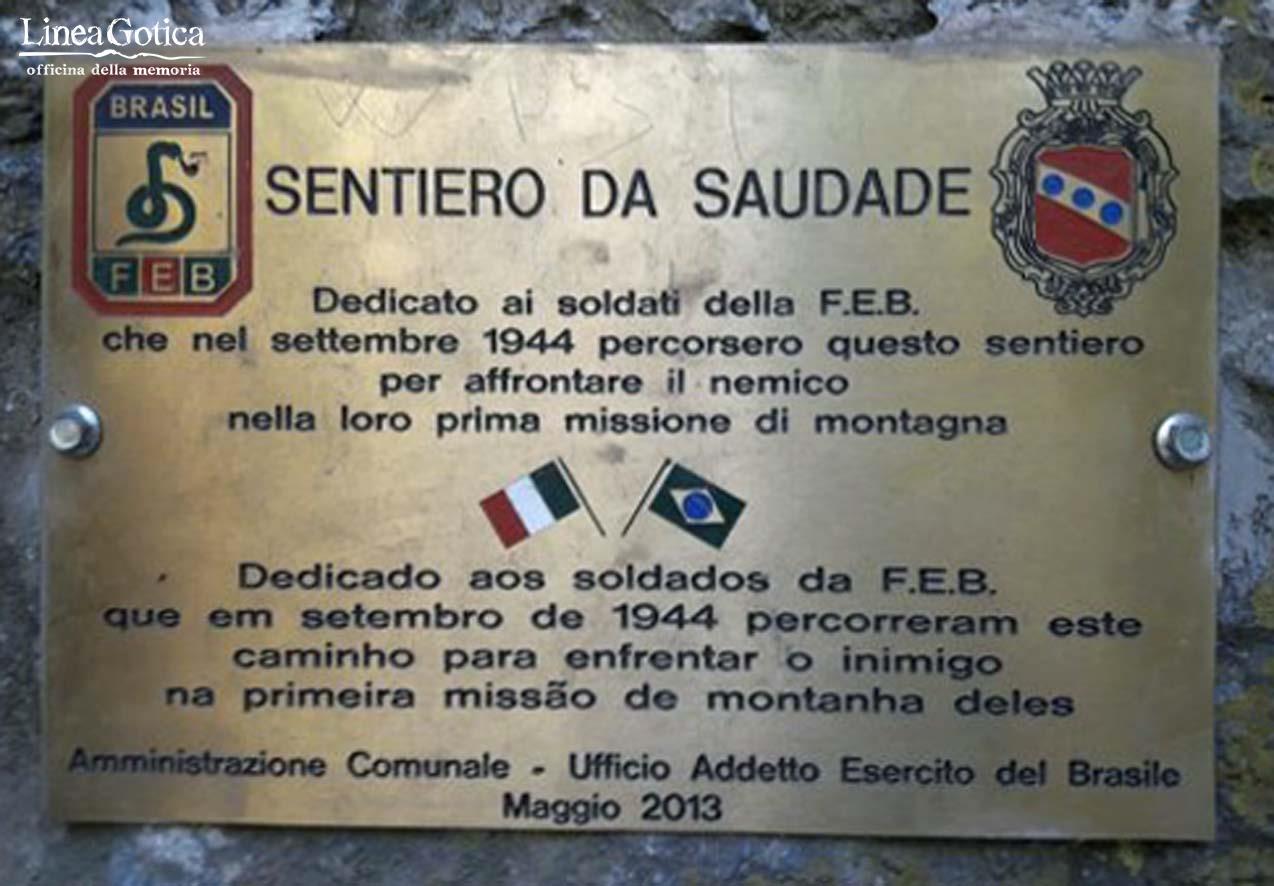 LINEA GOTICA
officina della memoria
BRASIL
FEB
SENTIERO DA SAUDADE
Dedicato ai soldati della F.E.B.
che nel settembre 1944 percorsero questo sentiero
per affrontare il nemico
nella loro prima missione di montagna
Dedicado aos soldados da F.E.B.
que em setembro de 1944 percorreram este
caminho para enfrentar o inimigo
na primeira missão de montanha deles
Amministrazione Comunale - Ufficio Addetto Esercito del Brasile
Maggio 2013